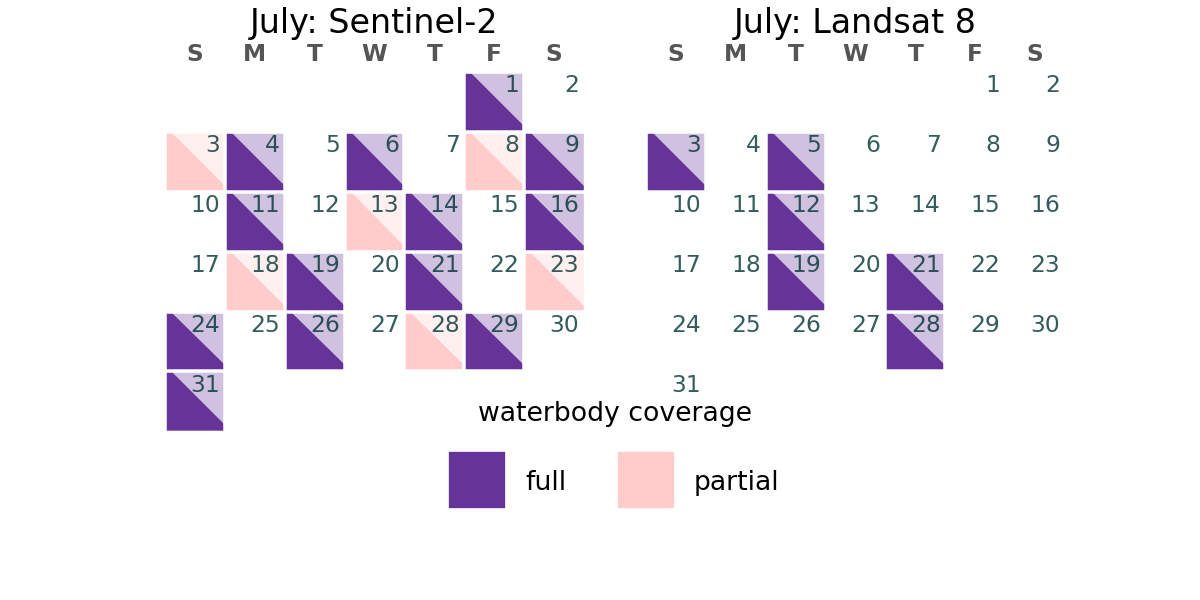 July: Sentinel-2
S M T W T F S
1 2
3 4 5 6 7 8 9
10 11 12 13 14 15 16
17 18 19 20 21 22 23
24 25 26 27 28 29 30
31
July: Landsat 8
S M T W T F S
1 2
3 4 5 6 7 8 9
10 11 12 13 14 15 16
17 18 19 20 21 22 23
24 25 26 27 28 29 30
31
waterbody coverage
full partial